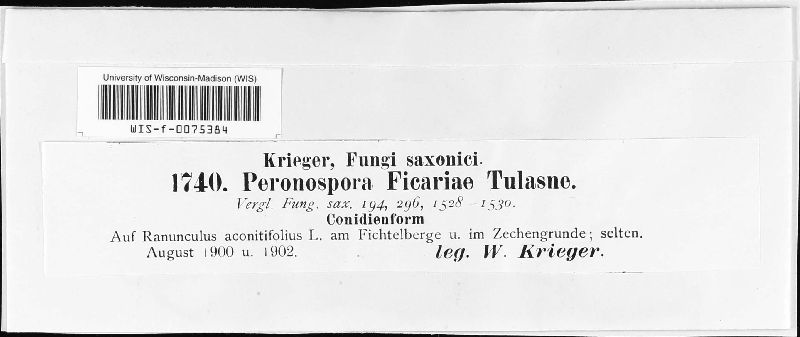 University of Wisconsin-Madison (WIS)
WIS-f-0075384
Krieger, Fungi saxonici.
1740. Peronospora Ficariae Tulasne.
Vergl. Fung. sax. 194, 296, 1528—1530.
Conidienform
Auf Ranunculus aconitifolius L. am Fichtelberge u. im Zechengrunde; selten.
August 1900 u. 1902.
leg. W. Krieger.